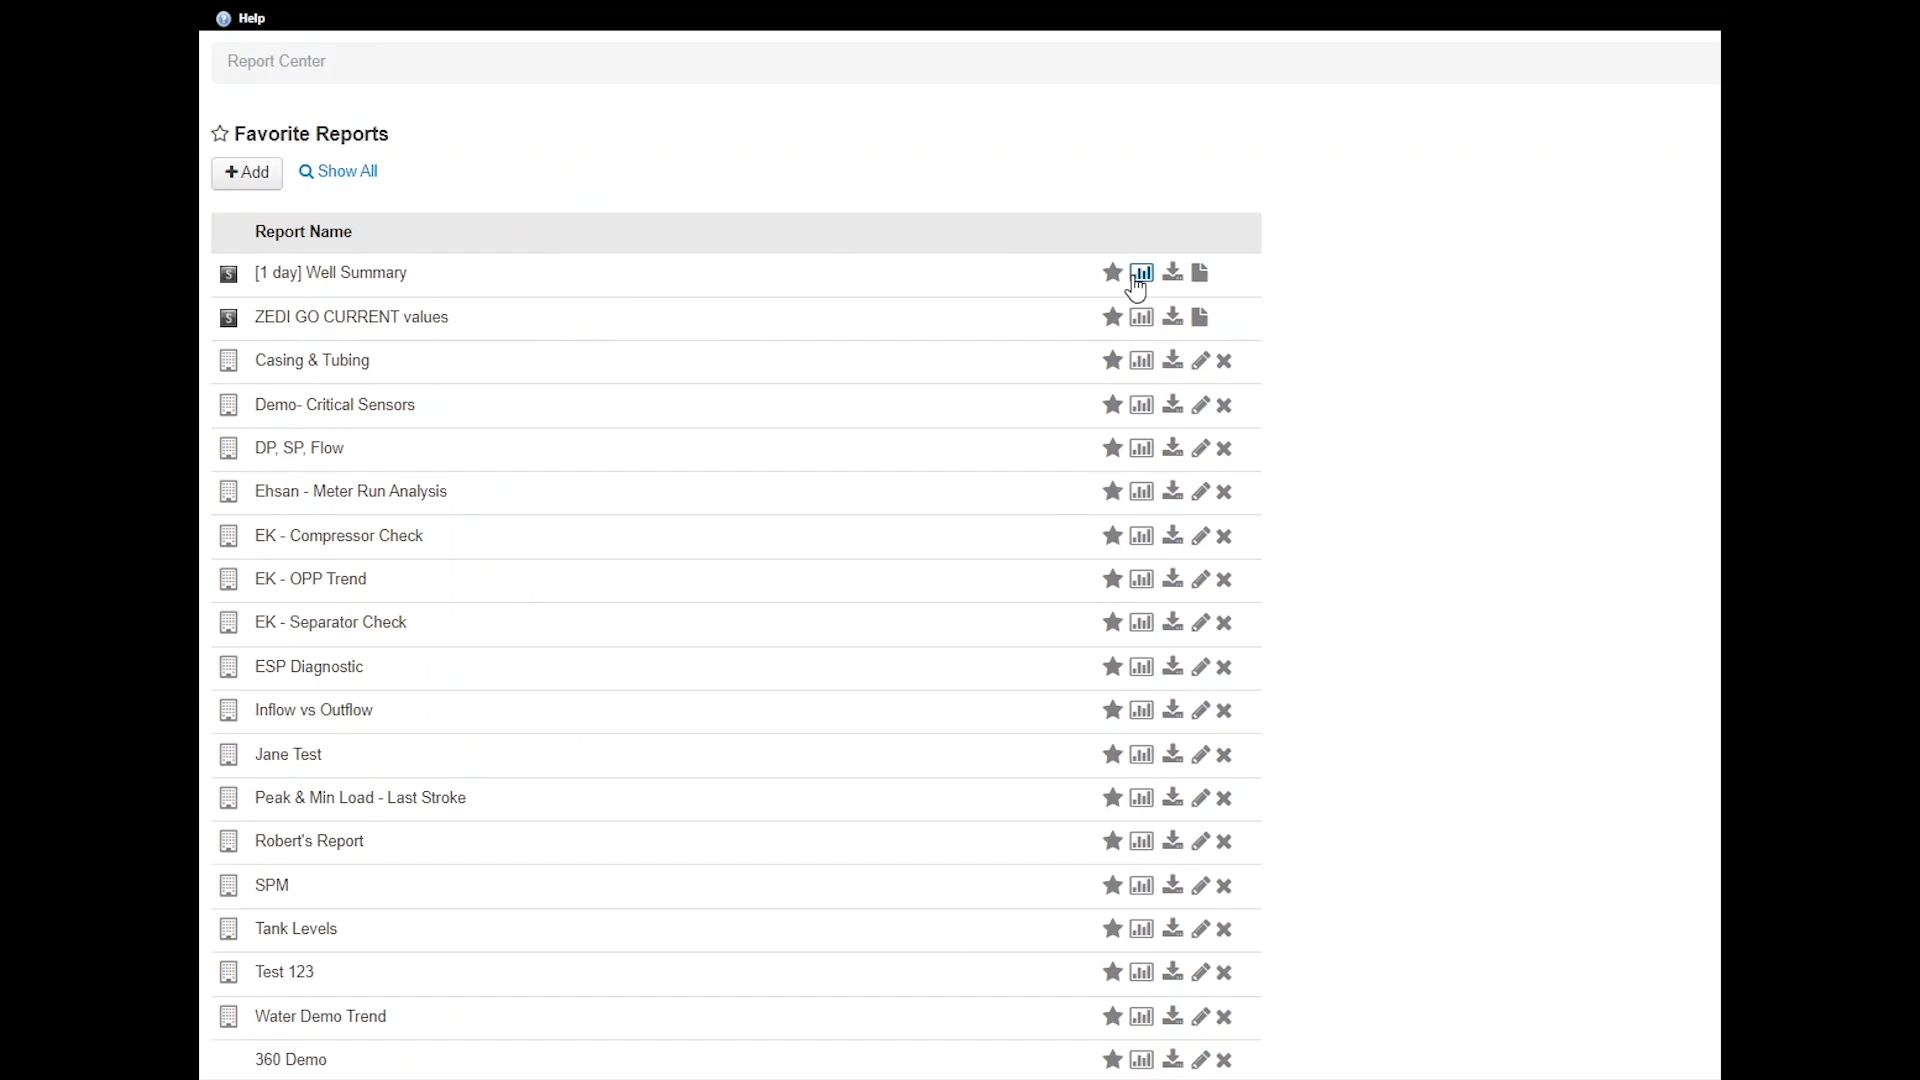 Help
Report Center
Favorite Reports
+ Add
Show All
Report Name
S [1 day] Well Summary
S ZEDI GO CURRENT values
Casing & Tubing
Demo- Critical Sensors
DP, SP, Flow
Ehsan - Meter Run Analysis
EK - Compressor Check
EK - OPP Trend
EK - Separator Check
ESP Diagnostic
Inflow vs Outflow
Jane Test
Peak & Min Load - Last Stroke
Robert's Report
SPM
Tank Levels
Test 123
Water Demo Trend
360 Demo